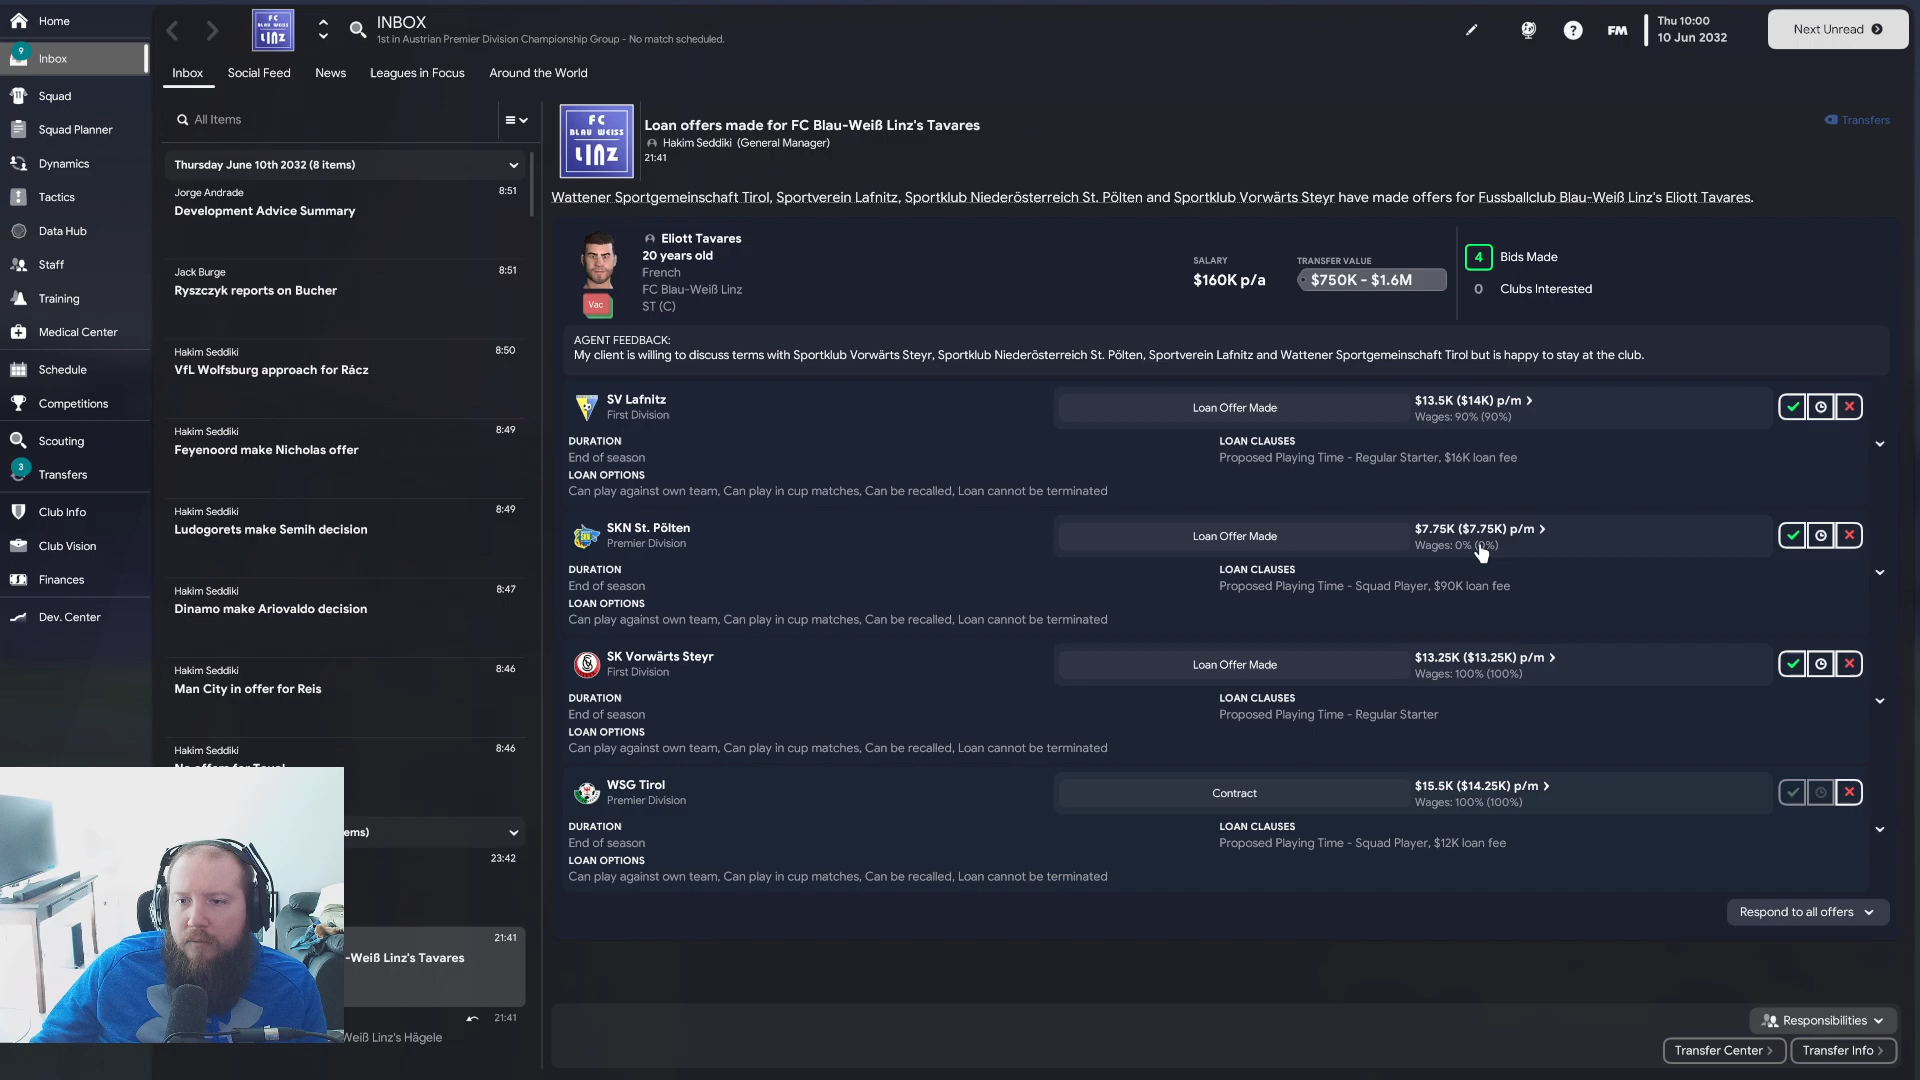 Home
9
Inbox
Squad
Squad Planner
Dynamics
Tactics
Data Hub
Staff
Training
Medical Center
Schedule
Competitions
Scouting
3
Transfers
Club Info
Club Vision
Finances
Dev. Center
FC
BLAU WEISS
LINZ
INBOX
1st in Austrian Premier Division Championship Group - No match scheduled.
FM
Thu 10:00
10 Jun 2032
Next Unread
Inbox
Social Feed
News
Leagues in Focus
Around the World
All Items
Thursday June 10th 2032 (8 items)
Jorge Andrade
8:51
Development Advice Summary
Jack Burge
8:51
Ryszczyk reports on Bucher
Hakim Seddiki
8:50
VfL Wolfsburg approach for Rácz
Hakim Seddiki
8:49
Feyenoord make Nicholas offer
Hakim Seddiki
8:49
Ludogorets make Semih decision
Hakim Seddiki
8:47
Dinamo make Ariovaldo decision
Hakim Seddiki
8:46
Man City in offer for Reis
Hakim Seddiki
8:46
ems)
23:42
21:41
-Weiß Linz's Tavares
21:41
Weiß Linz's Hägele
FC
BLAU WEISS
LINZ
Loan offers made for FC Blau-Weiß Linz's Tavares
Hakim Seddiki (General Manager)
21:41
Transfers
Wattener Sportgemeinschaft Tirol, Sportverein Lafnitz, Sportklub Niederösterreich St. Pölten and Sportklub Vorwärts Steyr have made offers for Fussballclub Blau-Weiß Linz's Eliott Tavares.
Eliott Tavares
20 years old
French
FC Blau-Weiß Linz
ST (C)
Vac
SALARY
$160K p/a
TRANSFER VALUE
$750K - $1.6M
4 Bids Made
0 Clubs Interested
AGENT FEEDBACK:
My client is willing to discuss terms with Sportklub Vorwärts Steyr, Sportklub Niederösterreich St. Pölten, Sportverein Lafnitz and Wattener Sportgemeinschaft Tirol but is happy to stay at the club.
SV Lafnitz
First Division
Loan Offer Made
$13.5K ($14K) p/m
Wages: 90% (90%)
DURATION
End of season
LOAN OPTIONS
Can play against own team, Can play in cup matches, Can be recalled, Loan cannot be terminated
LOAN CLAUSES
Proposed Playing Time - Regular Starter, $16K loan fee
SKN St. Pölten
Premier Division
Loan Offer Made
$7.75K ($7.75K) p/m
Wages: 0% (0%)
DURATION
End of season
LOAN OPTIONS
Can play against own team, Can play in cup matches, Can be recalled, Loan cannot be terminated
LOAN CLAUSES
Proposed Playing Time - Squad Player, $90K loan fee
SK Vorwärts Steyr
First Division
Loan Offer Made
$13.25K ($13.25K) p/m
Wages: 100% (100%)
DURATION
End of season
LOAN OPTIONS
Can play against own team, Can play in cup matches, Can be recalled, Loan cannot be terminated
LOAN CLAUSES
Proposed Playing Time - Regular Starter
WSG Tirol
Premier Division
Contract
$15.5K ($14.25K) p/m
Wages: 100% (100%)
DURATION
End of season
LOAN OPTIONS
Can play against own team, Can play in cup matches, Can be recalled, Loan cannot be terminated
LOAN CLAUSES
Proposed Playing Time - Squad Player, $12K loan fee
Respond to all offers
Responsibilities
Transfer Center
Transfer Info